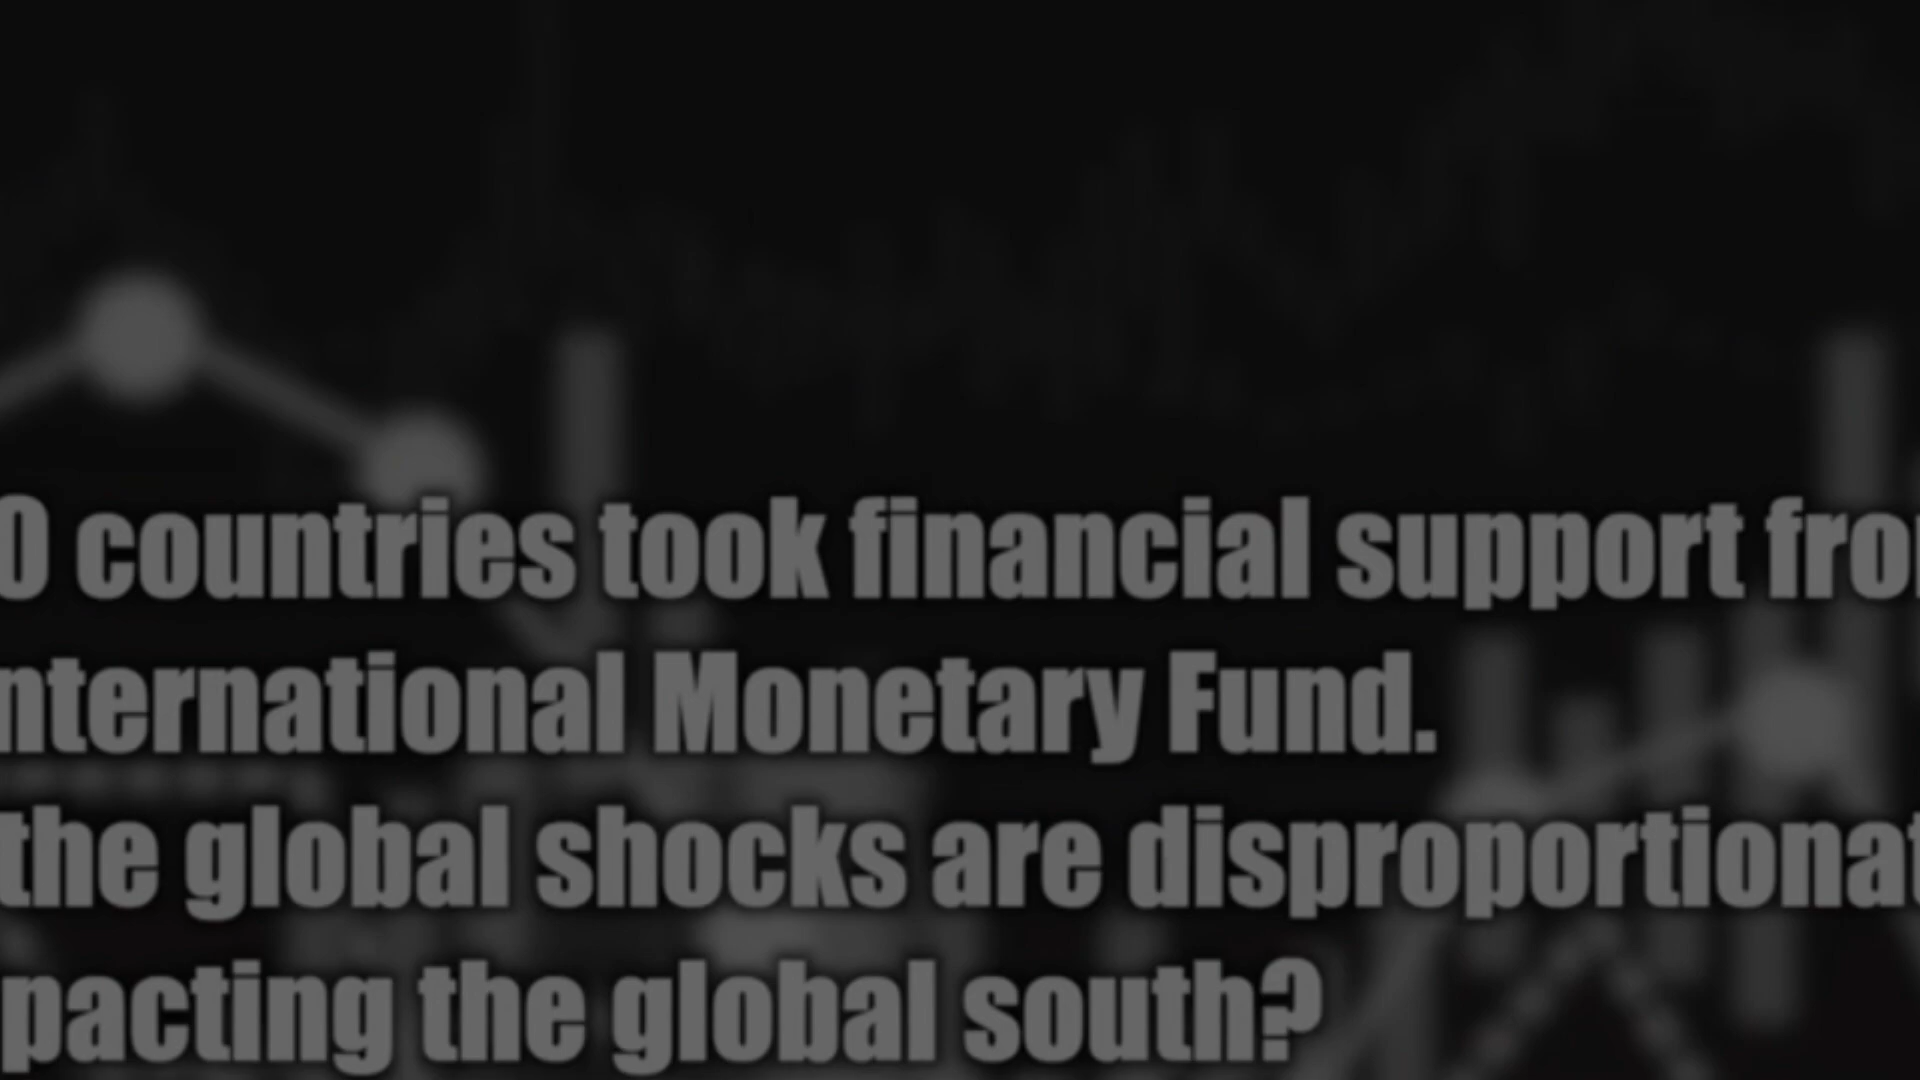 0 countries took financial support fro
nternational Monetary Fund.
the global shocks are disproportionat
pacting the global south?